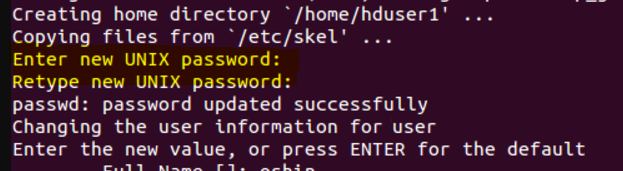 Creating home directory `/home/hduser1' ...
Copying files from `/etc/skel' ...
Enter new UNIX password:
Retype new UNIX password:
passwd: password updated successfully
Changing the user information for user
Enter the new value, or press ENTER for the default
Full Name []: